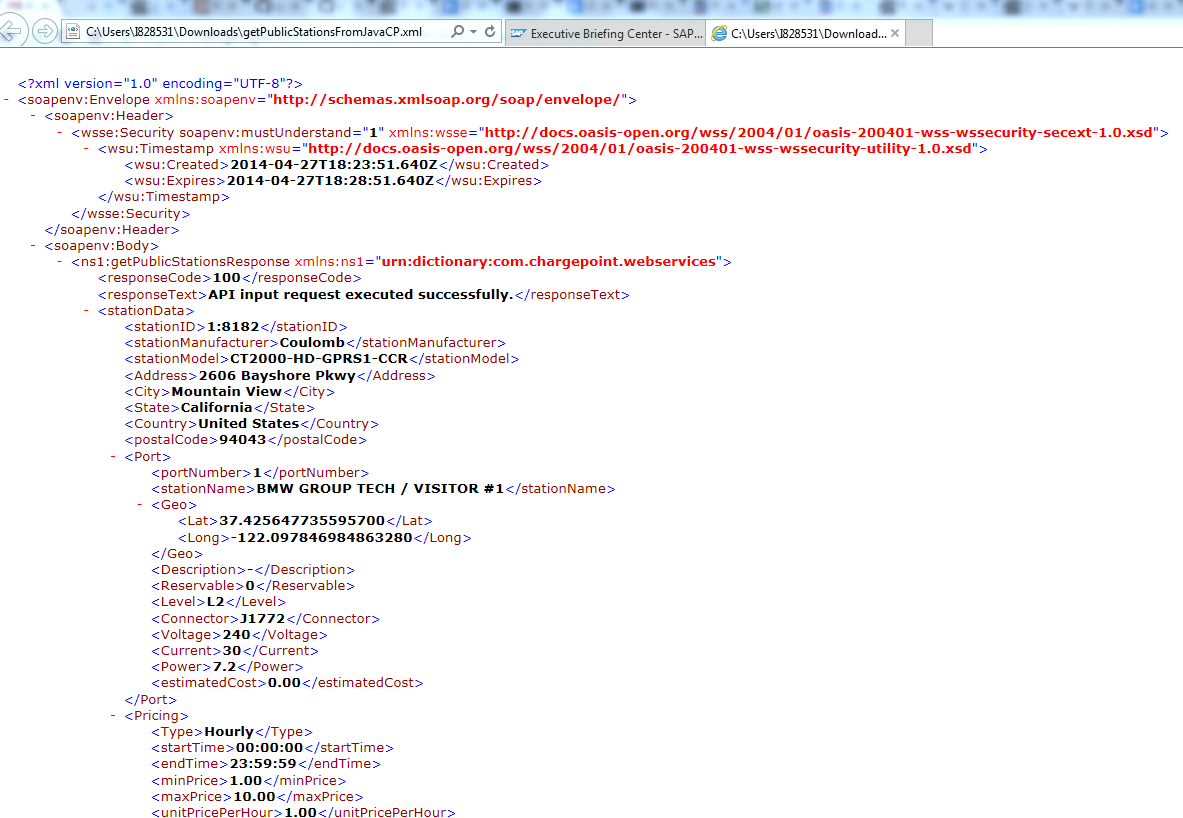 C:\Users\I828531\Downloads\getPublicStationsFromJavaCP.xml
Executive Briefing Center - SAP...
C:\Users\I828531\Download...
<?xml version="1.0" encoding="UTF-8"?>
- <soapenv:Envelope xmlns:soapenv="http://schemas.xmlsoap.org/soap/envelope/">
- <soapenv:Header>
- <wsse:Security soapenv:mustUnderstand="1" xmlns:wsse="http://docs.oasis-open.org/wss/2004/01/oasis-200401-wss-wssecurity-secext-1.0.xsd">
- <wsu:Timestamp xmlns:wsu="http://docs.oasis-open.org/wss/2004/01/oasis-200401-wss-wssecurity-utility-1.0.xsd">
<wsu:Created>2014-04-27T18:23:51.640Z</wsu:Created>
<wsu:Expires>2014-04-27T18:28:51.640Z</wsu:Expires>
</wsu:Timestamp>
</wsse:Security>
</soapenv:Header>
- <soapenv:Body>
- <ns1:getPublicStationsResponse xmlns:ns1="urn:dictionary:com.chargepoint.webservices">
<responseCode>100</responseCode>
<responseText>API input request executed successfully.</responseText>
- <stationData>
<stationID>1:8182</stationID>
<stationManufacturer>Coulomb</stationManufacturer>
<stationModel>CT2000-HD-GPRS1-CCR</stationModel>
<Address>2606 Bayshore Pkwy</Address>
<City>Mountain View</City>
<State>California</State>
<Country>United States</Country>
<postalCode>94043</postalCode>
- <Port>
<portNumber>1</portNumber>
<stationName>BMW GROUP TECH / VISITOR #1</stationName>
- <Geo>
<Lat>37.425647735595700</Lat>
<Long>-122.097846984863280</Long>
</Geo>
<Description>-</Description>
<Reservable>0</Reservable>
<Level>L2</Level>
<Connector>J1772</Connector>
<Voltage>240</Voltage>
<Current>30</Current>
<Power>7.2</Power>
<estimatedCost>0.00</estimatedCost>
</Port>
- <Pricing>
<Type>Hourly</Type>
<startTime>00:00:00</startTime>
<endTime>23:59:59</endTime>
<minPrice>1.00</minPrice>
<maxPrice>10.00</maxPrice>
<unitPricePerHour>1.00</unitPricePerHour>